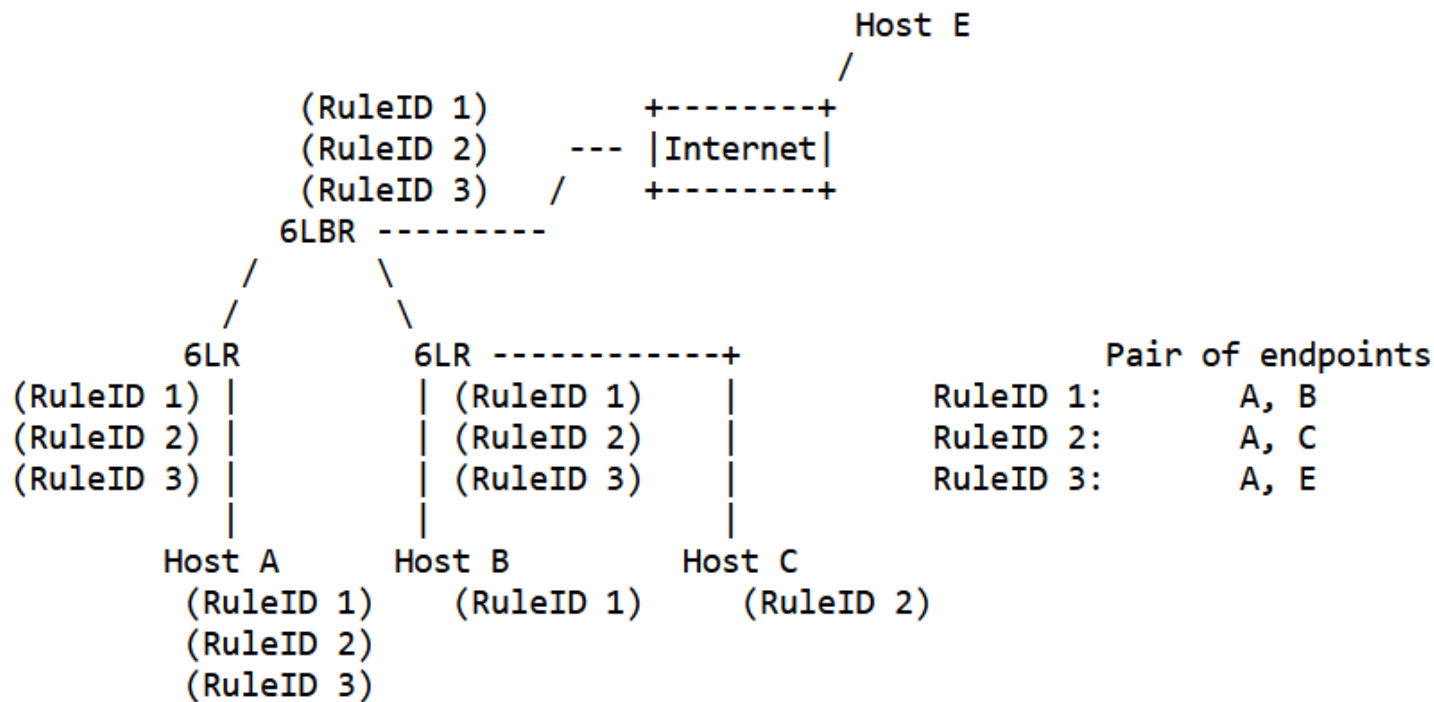 Host E
                                        /
              (RuleID 1)       +--------+
              (RuleID 2)   --- |Internet|
              (RuleID 3)  /    +--------+
             6LBR ---------
           /      \
          /        \
        6LR        6LR ------------+                 Pair of endpoints
(RuleID 1) |        | (RuleID 1)   |         RuleID 1:      A, B
(RuleID 2) |        | (RuleID 2)   |         RuleID 2:      A, C
(RuleID 3) |        | (RuleID 3)   |         RuleID 3:      A, E
           |        |              |
       Host A     Host B        Host C
        (RuleID 1)   (RuleID 1)    (RuleID 2)
        (RuleID 2)
        (RuleID 3)